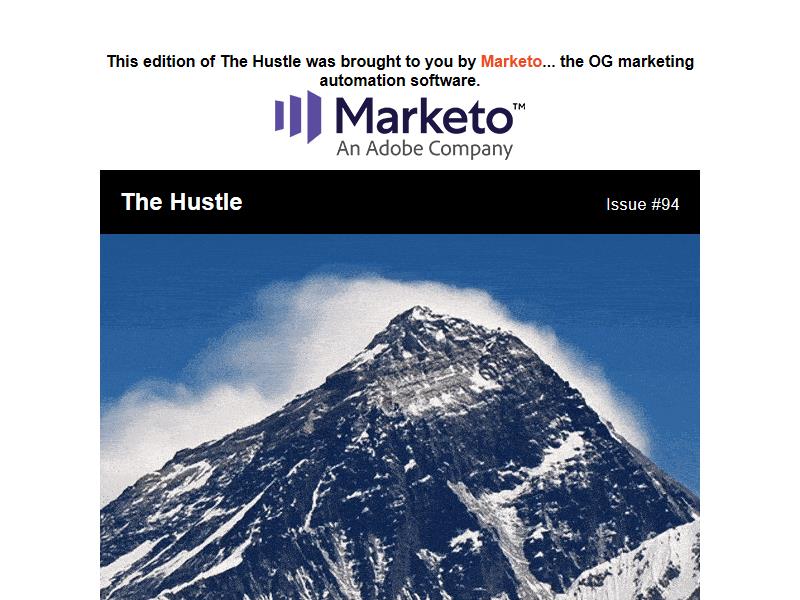 This edition of The Hustle was brought to you by Marketo... the OG marketing
automation software.
Marketo™
An Adobe Company
The Hustle
Issue #94